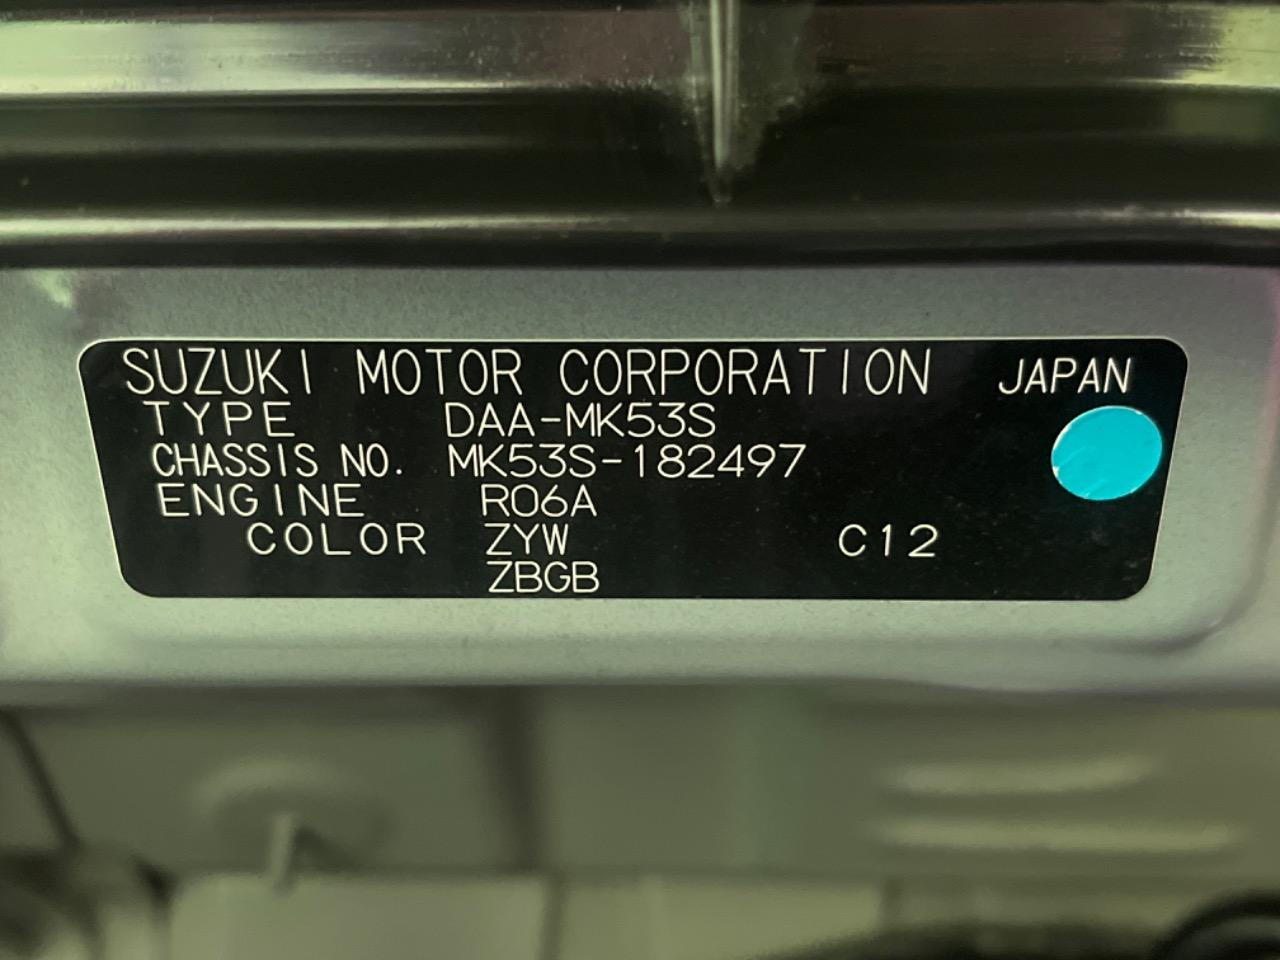 SUZUKI MOTOR CORPORATION JAPAN
TYPE DAA-MK53S
CHASSIS NO. MK53S-182497
ENGINE R06A
COLOR ZYW C12
ZBGB